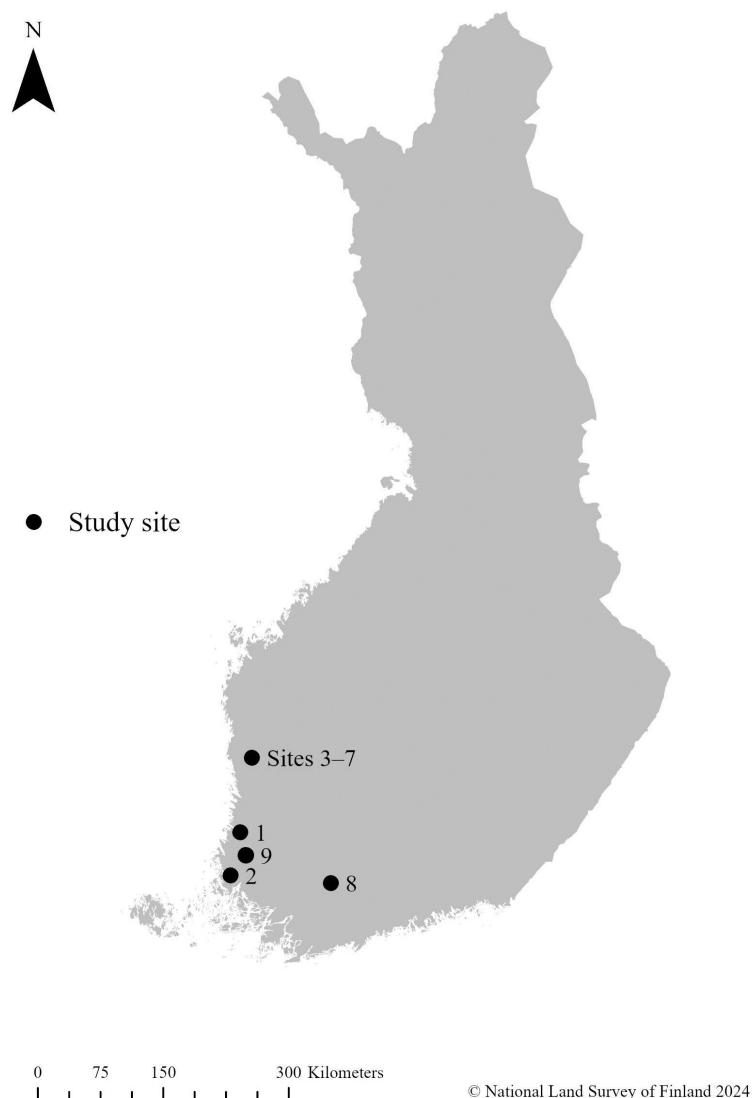 N
Study site
Sites 3–7
1
9
2
8
0 75 150 300 Kilometers
© National Land Survey of Finland 2024